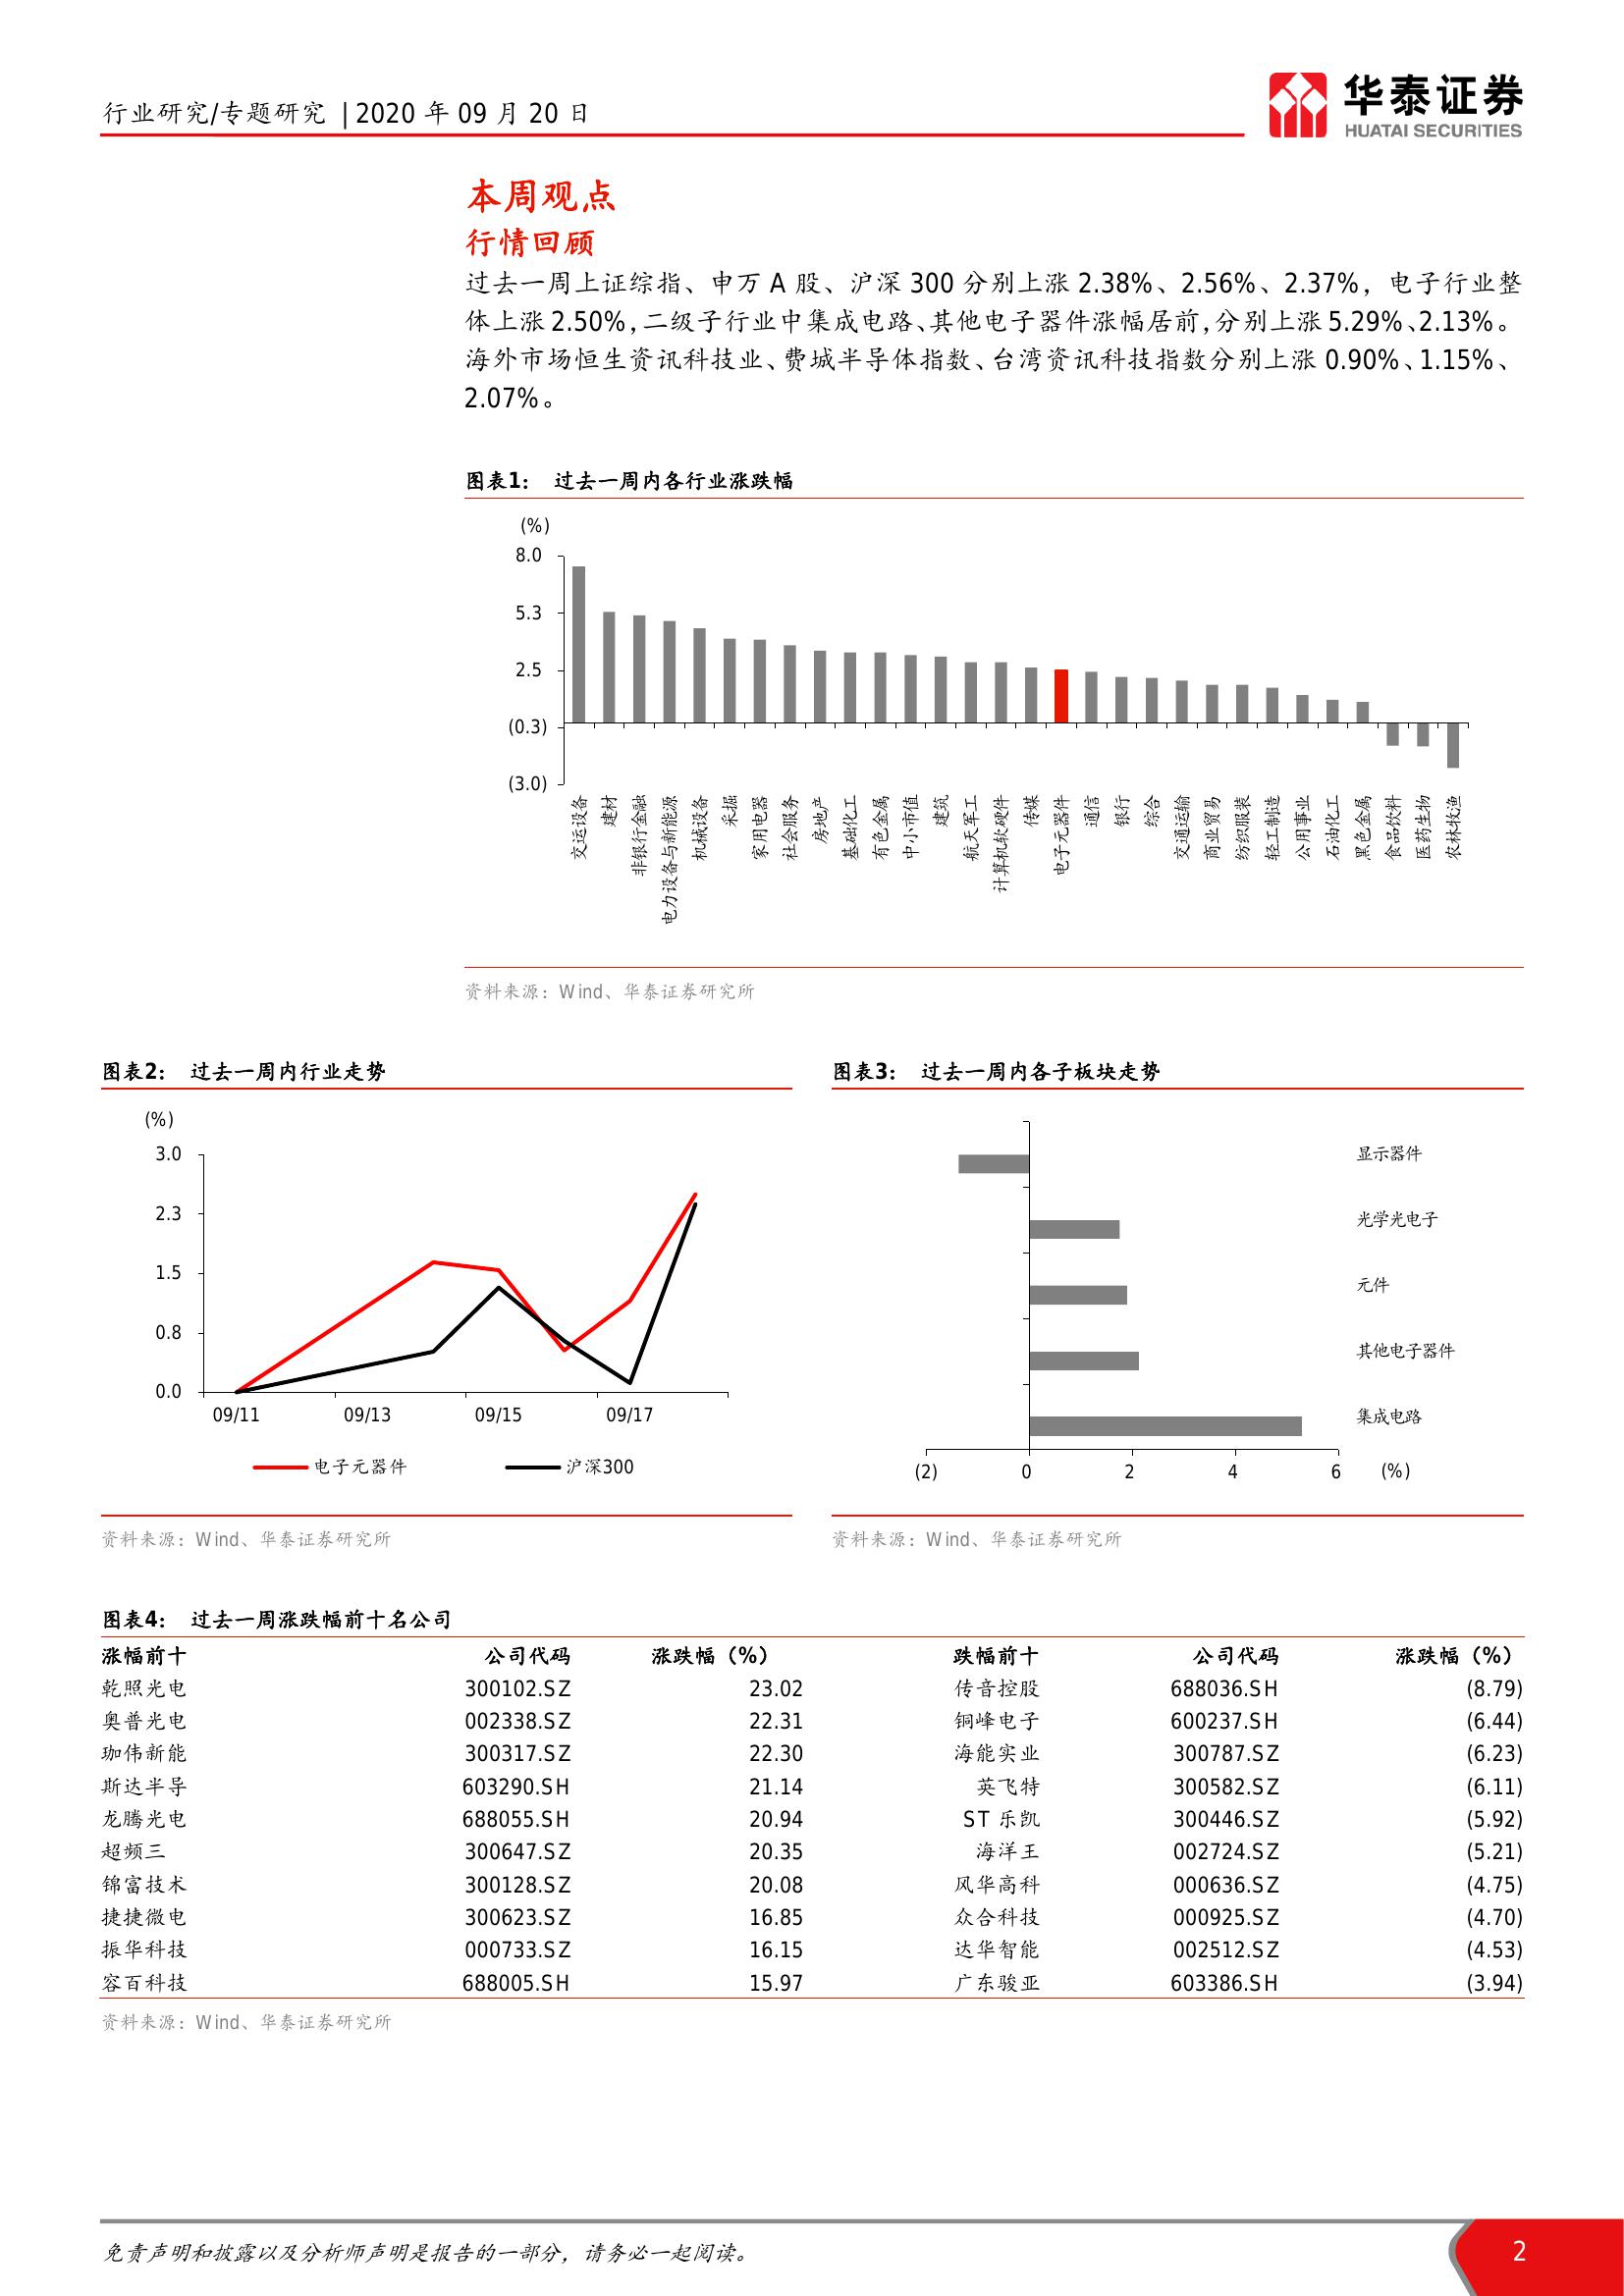 行业研究/专题研究 | 2020 年 09 月 20 日
华泰证券
HUATAI SECURITIES
本周观点
行情回顾
过去一周上证综指、申万 A 股、沪深 300 分别上涨 2.38%、2.56%、2.37%，电子行业整
体上涨 2.50%，二级子行业中集成电路、其他电子器件涨幅居前，分别上涨 5.29%、2.13%。
海外市场恒生资讯科技业、费城半导体指数、台湾资讯科技指数分别上涨 0.90%、1.15%、
2.07%。
图表1： 过去一周内各行业涨跌幅
(%)
8.0
5.3
2.5
(0.3)
(3.0)
交运设备
建材
非银行金融
电力设备与新能源
机械设备
采掘
家用电器
社会服务
房地产
基础化工
有色金属
中小市值
建筑
航天军工
计算机软硬件
传媒
电子元器件
通信
银行
综合
交通运输
商业贸易
纺织服装
轻工制造
公用事业
石油化工
黑色金属
食品饮料
医药生物
农林牧渔
资料来源：Wind、华泰证券研究所
图表2： 过去一周内行业走势
(%)
3.0
2.3
1.5
0.8
0.0
09/11 09/13 09/15 09/17
电子元器件 沪深300
资料来源：Wind、华泰证券研究所
图表3： 过去一周内各子板块走势
显示器件
光学光电子
元件
其他电子器件
集成电路
(2) 0 2 4 6 (%)
资料来源：Wind、华泰证券研究所
图表4： 过去一周涨跌幅前十名公司
涨幅前十 公司代码 涨跌幅（%） 跌幅前十 公司代码 涨跌幅（%）
乾照光电 300102.SZ 23.02 传音控股 688036.SH (8.79)
奥普光电 002338.SZ 22.31 铜峰电子 600237.SH (6.44)
珈伟新能 300317.SZ 22.30 海能实业 300787.SZ (6.23)
斯达半导 603290.SH 21.14 英飞特 300582.SZ (6.11)
龙腾光电 688055.SH 20.94 ST 乐凯 300446.SZ (5.92)
超频三 300647.SZ 20.35 海洋王 002724.SZ (5.21)
锦富技术 300128.SZ 20.08 风华高科 000636.SZ (4.75)
捷捷微电 300623.SZ 16.85 众合科技 000925.SZ (4.70)
振华科技 000733.SZ 16.15 达华智能 002512.SZ (4.53)
容百科技 688005.SH 15.97 广东骏亚 603386.SH (3.94)
资料来源：Wind、华泰证券研究所
免责声明和披露以及分析师声明是报告的一部分，请务必一起阅读。
2